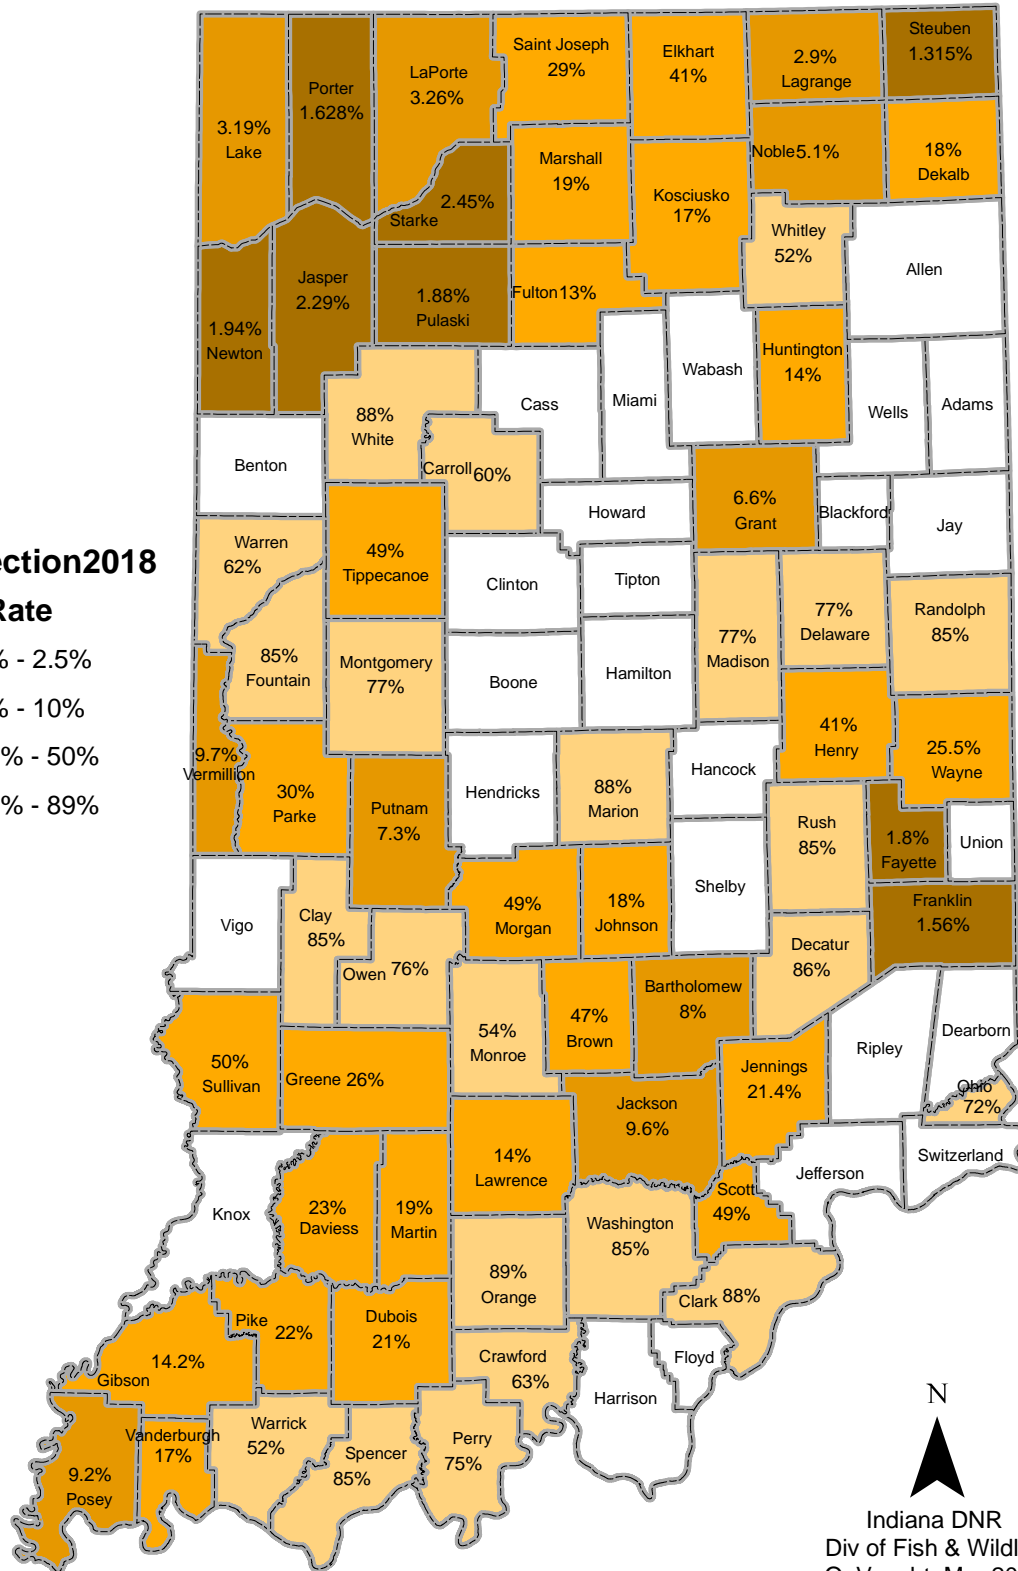 Steuben
1.315%
Saint Joseph
29%
Elkhart
41%
2.9%
Lagrange
LaPorte
3.26%
Porter
1.628%
3.19%
Lake
Marshall
19%
Noble 5.1%
18%
Dekalb
Kosciusko
17%
2.45%
Starke
Whitley
52%
Allen
Jasper
2.29%
1.88%
Pulaski
Fulton 13%
1.94%
Newton
Huntington
14%
Wabash
Miami
Cass
Wells
Adams
88%
White
Benton
Carroll 60%
6.6%
Grant
Howard
Blackford
Jay
Warren
62%
49%
Tippecanoe
Clinton
Tipton
ection2018
Rate
% - 2.5%
% - 10%
% - 50%
% - 89%
77%
Delaware
Randolph
85%
77%
Madison
85%
Fountain
Montgomery
77%
Boone
Hamilton
41%
Henry
25.5%
Wayne
9.7%
Vermillion
30%
Parke
Putnam
7.3%
Hendricks
88%
Marion
Hancock
Rush
85%
1.8%
Fayette
Union
Shelby
Franklin
1.56%
Vigo
Clay
85%
49%
Morgan
18%
Johnson
Decatur
86%
Owen 76%
Bartholomew
8%
54%
Monroe
47%
Brown
Dearborn
Ripley
50%
Sullivan
Greene 26%
Jennings
21.4%
Ohio
72%
Jackson
9.6%
14%
Lawrence
Switzerland
Jefferson
Knox
23%
Daviess
19%
Martin
Scott
49%
Washington
85%
89%
Orange
Clark 88%
Pike 22%
Dubois
21%
14.2%
Gibson
Crawford
63%
Floyd
Harrison
Vanderburgh
17%
Warrick
52%
Spencer
85%
Perry
75%
9.2%
Posey
N
Indiana DNR
Div of Fish & Wildl